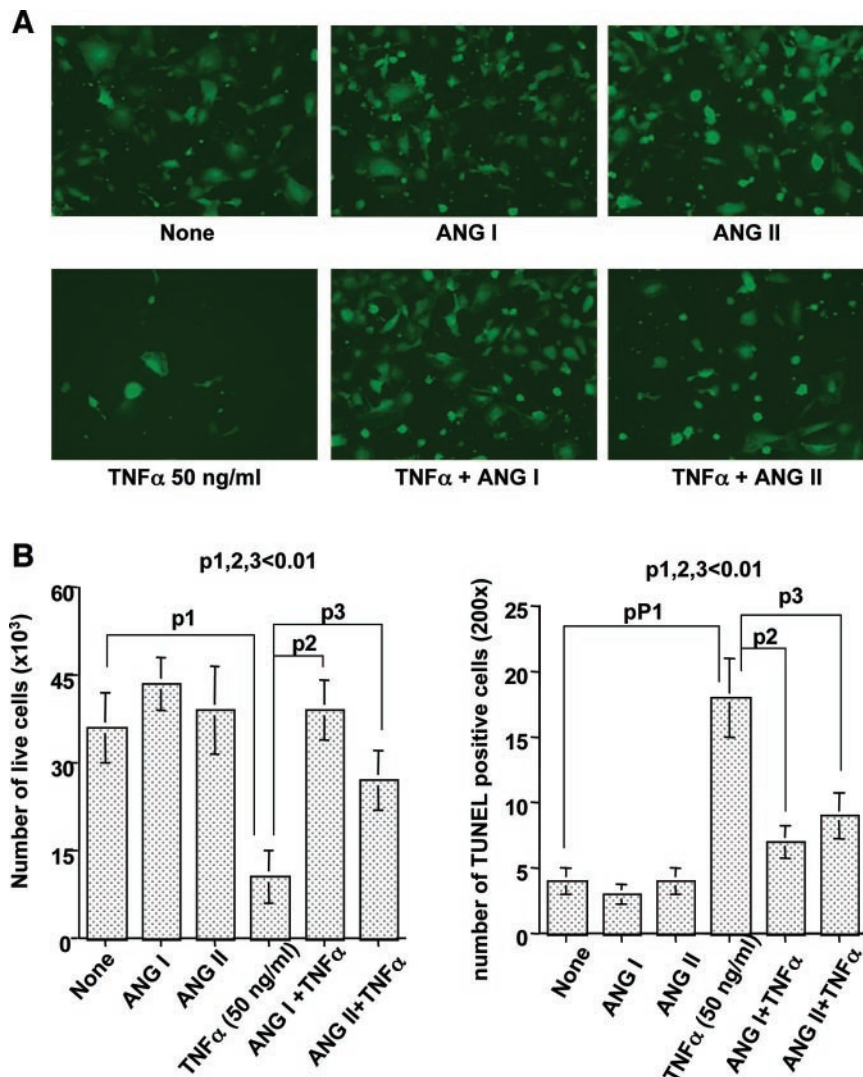 A
None
ANG I
ANG II
TNFα 50 ng/ml
TNFα + ANG I
TNFα + ANG II
B
p1,2,3<0.01
60
45
30
15
0
Number of live cells (x10³)
p1
p2
p3
None
ANG I
ANG II
TNFα (50 ng/ml)
ANG I +TNFα
ANG II+TNFα
p1,2,3<0.01
25
20
15
10
5
0
number of TUNEL positive cells (200x)
pP1
p2
p3
None
ANG I
ANG II
TNFα (50 ng/ml)
ANG I+TNFα
ANG II+TNFα